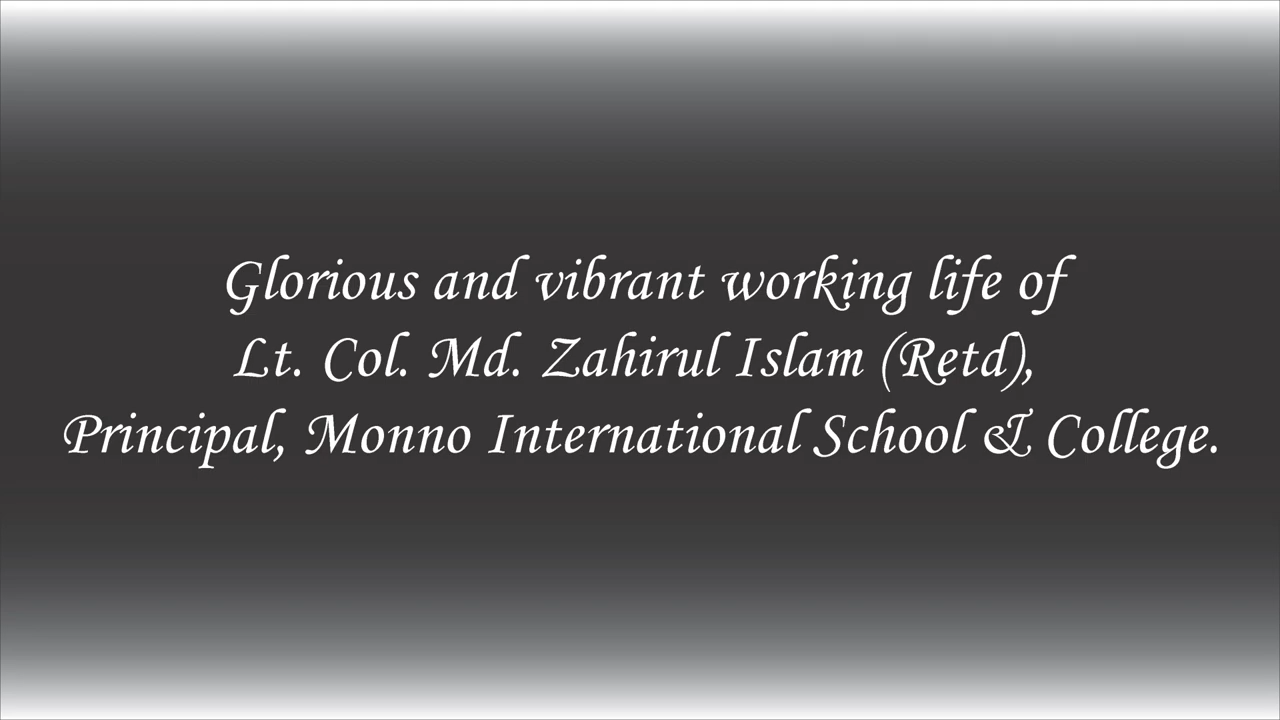 Glorious and vibrant working life of
Lt. Col. Md. Zahirul Islam (Retd),
Principal, Monno International School & College.